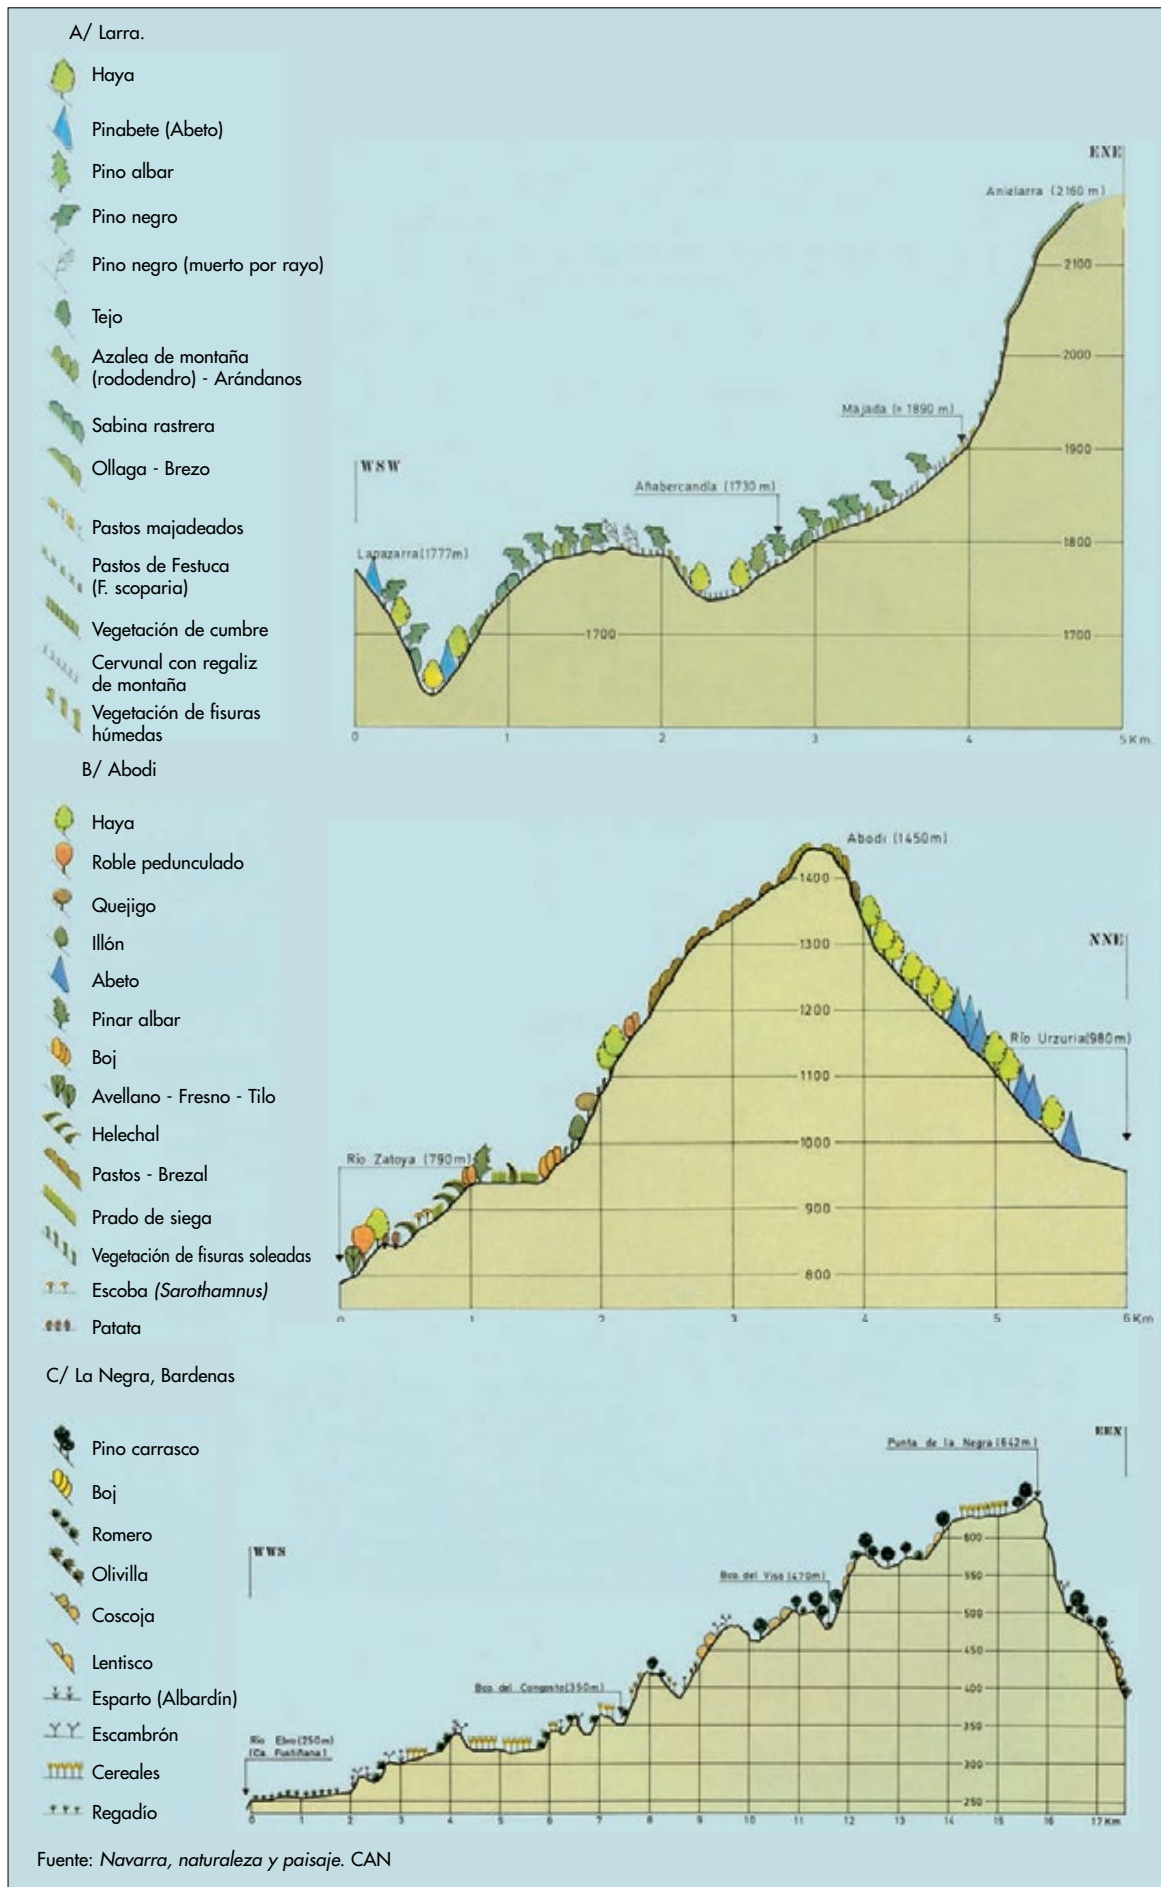 A/ Larra.
Haya
Pinabete (Abeto)
Pino albar
Pino negro
Pino negro (muerto por rayo)
Tejo
Azalea de montaña
(rododendro) - Arándanos
Sabina rastrera
Ollaga - Brezo
Pastos majadeados
Pastos de Festuca
(F. scoparia)
Vegetación de cumbre
Cervunal con regaliz
de montaña
Vegetación de fisuras
húmedas
ENE
Anielarra (2160 m)
2100
2000
Majada (≈ 1890 m)
1900
WSW
Añabercandia (1730 m)
Lapazarra (1777m)
1800
1700
1700
0 1 2 3 4 5 Km.
B/ Abodi
Haya
Roble pedunculado
Quejigo
Illón
Abeto
Pinar albar
Boj
Avellano - Fresno - Tilo
Helechal
Pastos - Brezal
Prado de siega
Vegetación de fisuras soleadas
Escoba (Sarothamnus)
Patata
Abodi (1450m)
1400
NNE
1300
1200
Río Urzuria(980m)
1100
1000
Río Zatoya (790m)
900
800
0 1 2 3 4 5 6 Km
C/ La Negra, Bardenas
Pino carrasco
Boj
Romero
Olivilla
Coscoja
Lentisco
Esparto (Albardín)
Escambrón
Cereales
Regadío
Punta de la Negra (642m)
600
WWS
550
Bco. del Viso (470m)
500
450
Bco. del Congosto(350m)
400
350
Río Ebro(250m)
(Ca. Fustiñana)
300
250
0 1 2 3 4 5 6 7 8 9 10 11 12 13 14 15 16 17 Km
Fuente: Navarra, naturaleza y paisaje. CAN